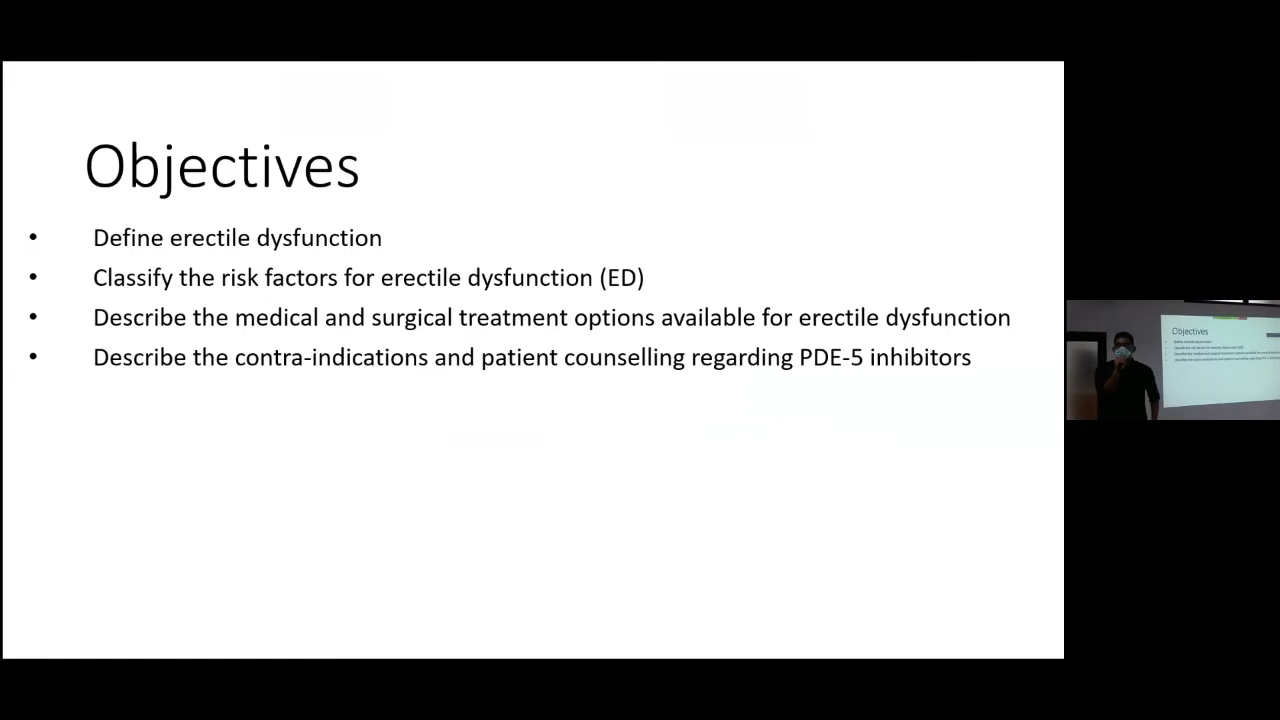 Objectives
• Define erectile dysfunction
• Classify the risk factors for erectile dysfunction (ED)
• Describe the medical and surgical treatment options available for erectile dysfunction
• Describe the contra-indications and patient counselling regarding PDE-5 inhibitors
Objectives